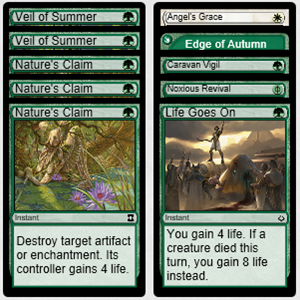 Veil of Summer
Veil of Summer
Nature's Claim
Nature's Claim
Nature's Claim
Instant
Destroy target artifact
or enchantment. Its
controller gains 4 life.
Angel's Grace
Edge of Autumn
Caravan Vigil
Noxious Revival
Life Goes On
Instant
You gain 4 life. If a
creature died this
turn, you gain 8 life
instead.